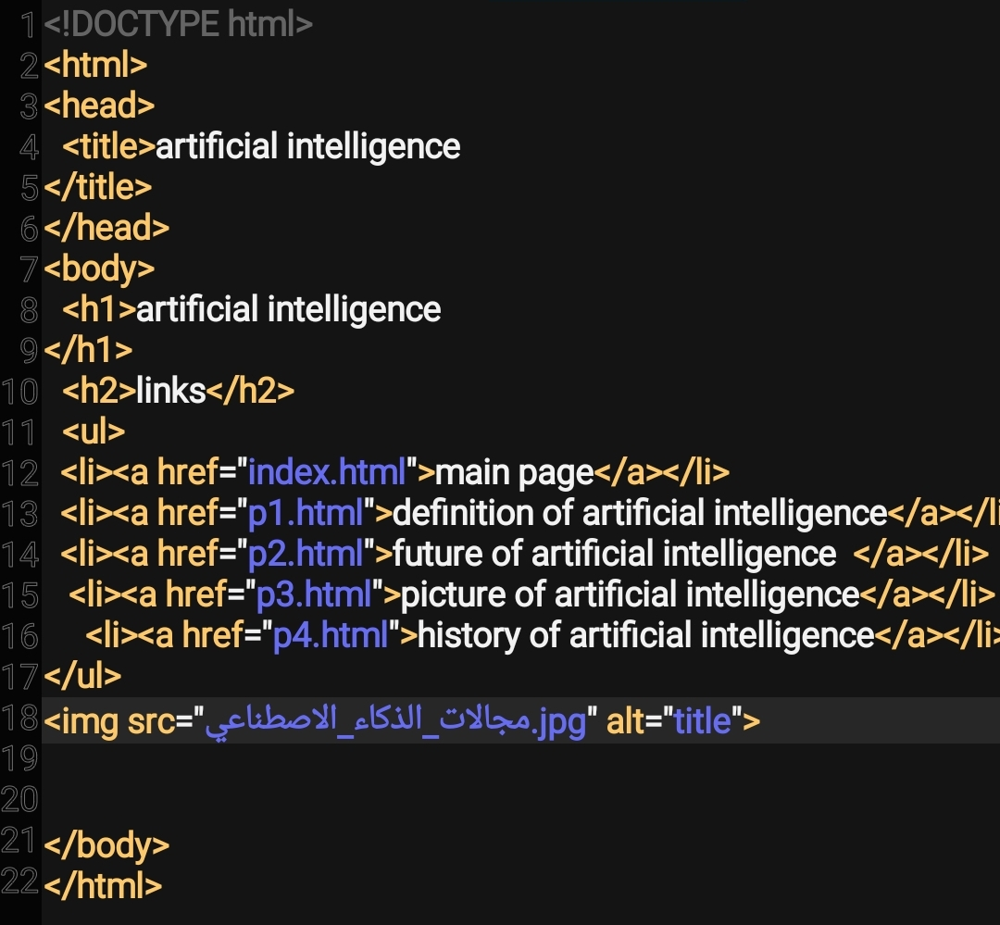 1 <!DOCTYPE html>
2 <html>
3 <head>
4 <title>artificial intelligence
5 </title>
6 </head>
7 <body>
8 <h1>artificial intelligence
9 </h1>
10 <h2>links</h2>
11 <ul>
12 <li><a href="index.html">main page</a></li>
13 <li><a href="p1.html">definition of artificial intelligence</a></li
14 <li><a href="p2.html">future of artificial intelligence  </a></li>
15 <li><a href="p3.html">picture of artificial intelligence</a></li>
16 <li><a href="p4.html">history of artificial intelligence</a></li>
17 </ul>
18 <img src="مجالات_الذكاء_الاصطناعي.jpg" alt="title">
19
20
21 </body>
22 </html>